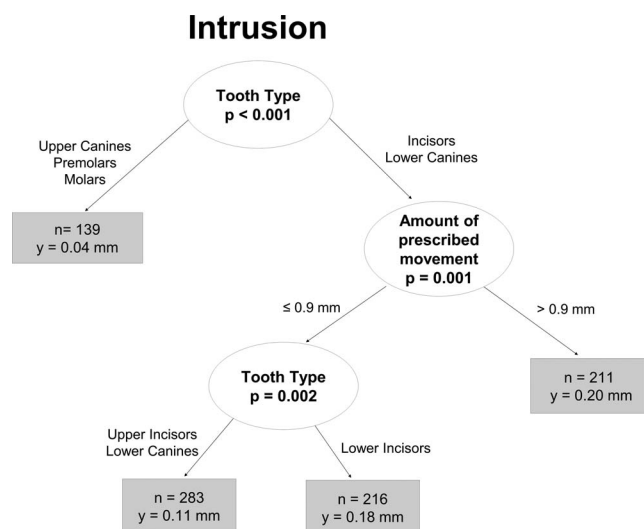 Intrusion
Tooth Type
p < 0.001
Upper Canines
Premolars
Molars
Incisors
Lower Canines
n= 139
y = 0.04 mm
Amount of
prescribed
movement
p = 0.001
≤ 0.9 mm
> 0.9 mm
Tooth Type
p = 0.002
n = 211
y = 0.20 mm
Upper Incisors
Lower Canines
Lower Incisors
n = 283
y = 0.11 mm
n = 216
y = 0.18 mm